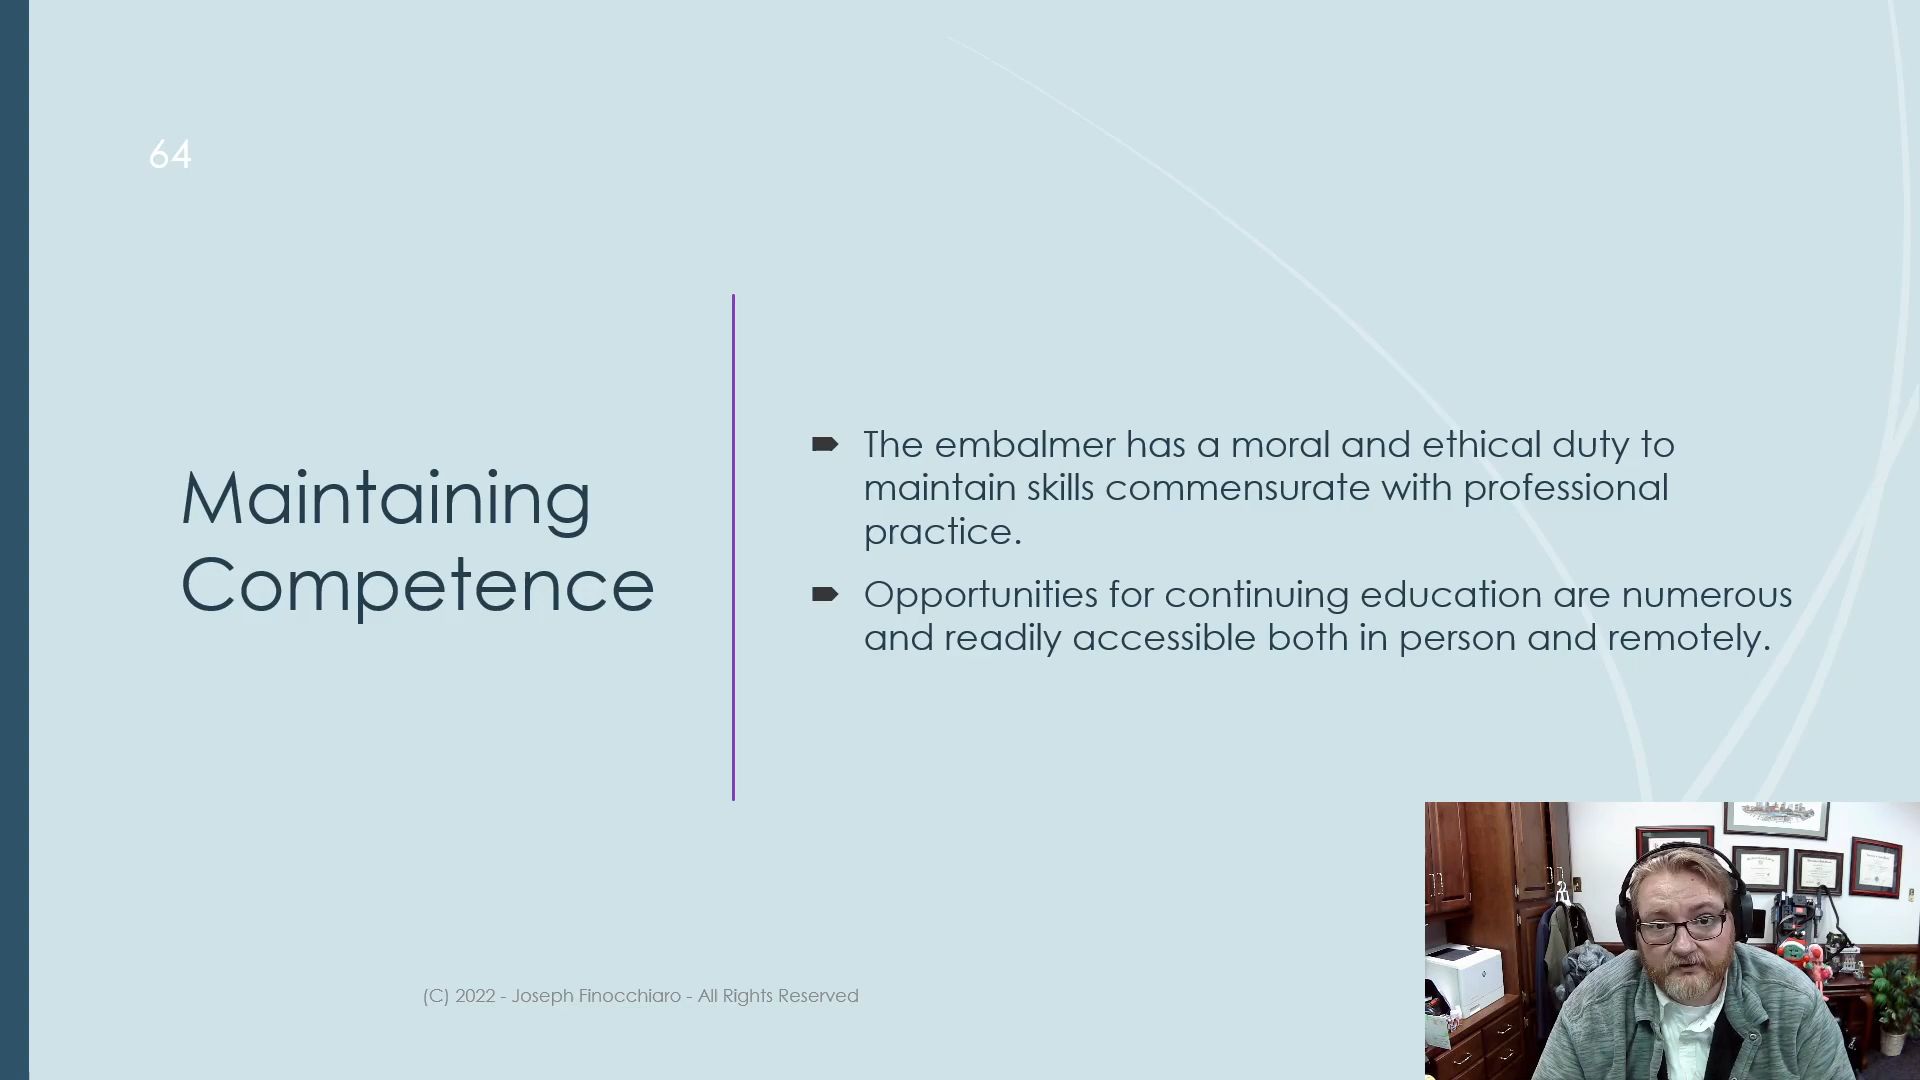 64
Maintaining
Competence
The embalmer has a moral and ethical duty to
maintain skills commensurate with professional
practice.
Opportunities for continuing education are numerous
and readily accessible both in person and remotely.
(C) 2022 - Joseph Finocchiaro - All Rights Reserved